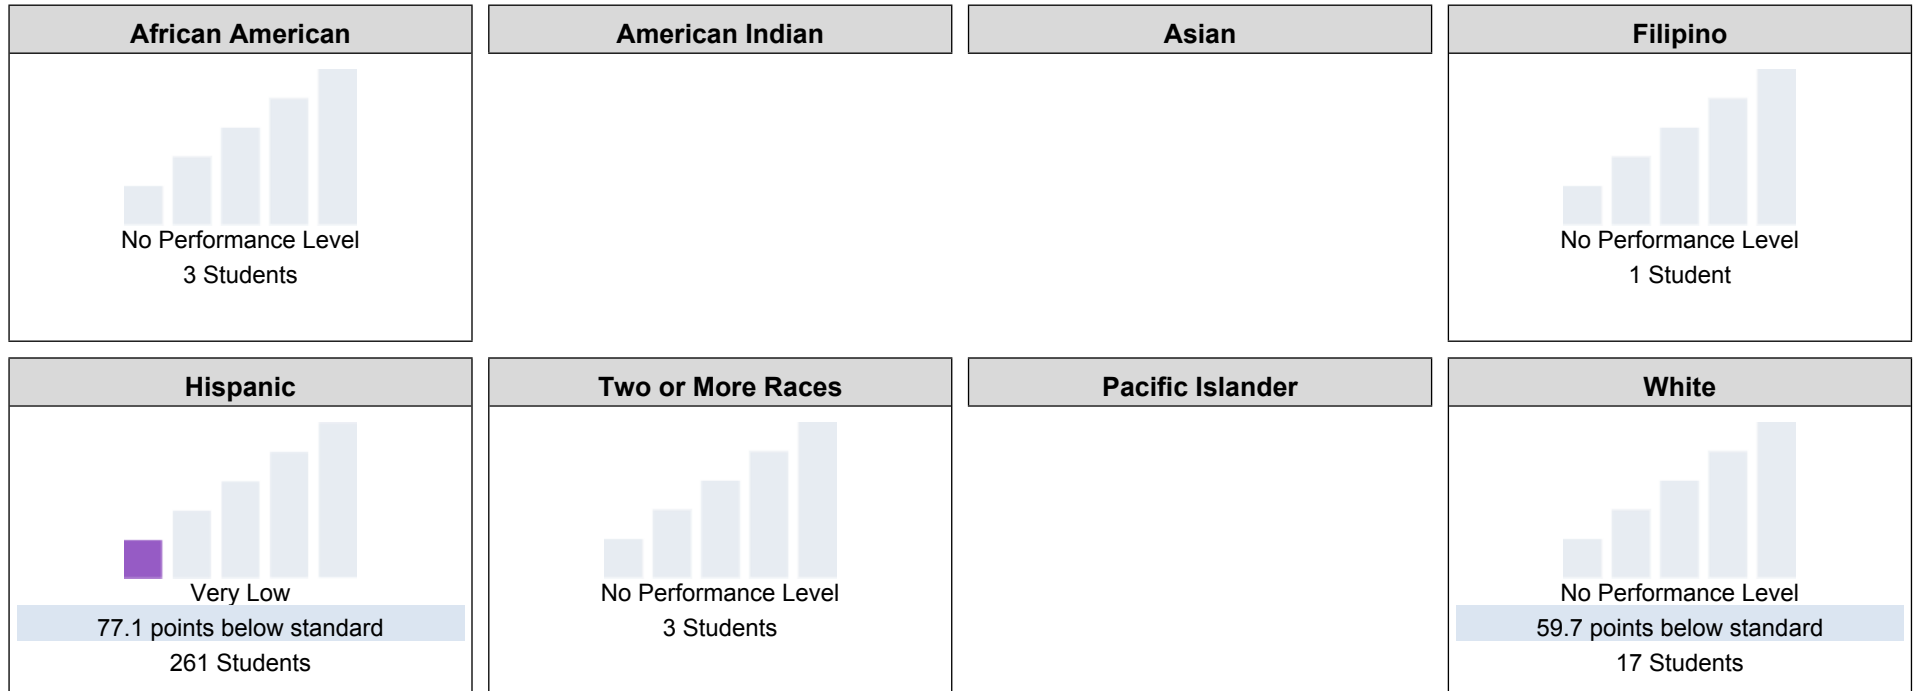 African American
American Indian
Asian
Filipino
No Performance Level
3 Students
No Performance Level
1 Student
Hispanic
Two or More Races
Pacific Islander
White
Very Low
77.1 points below standard
261 Students
No Performance Level
3 Students
No Performance Level
59.7 points below standard
17 Students